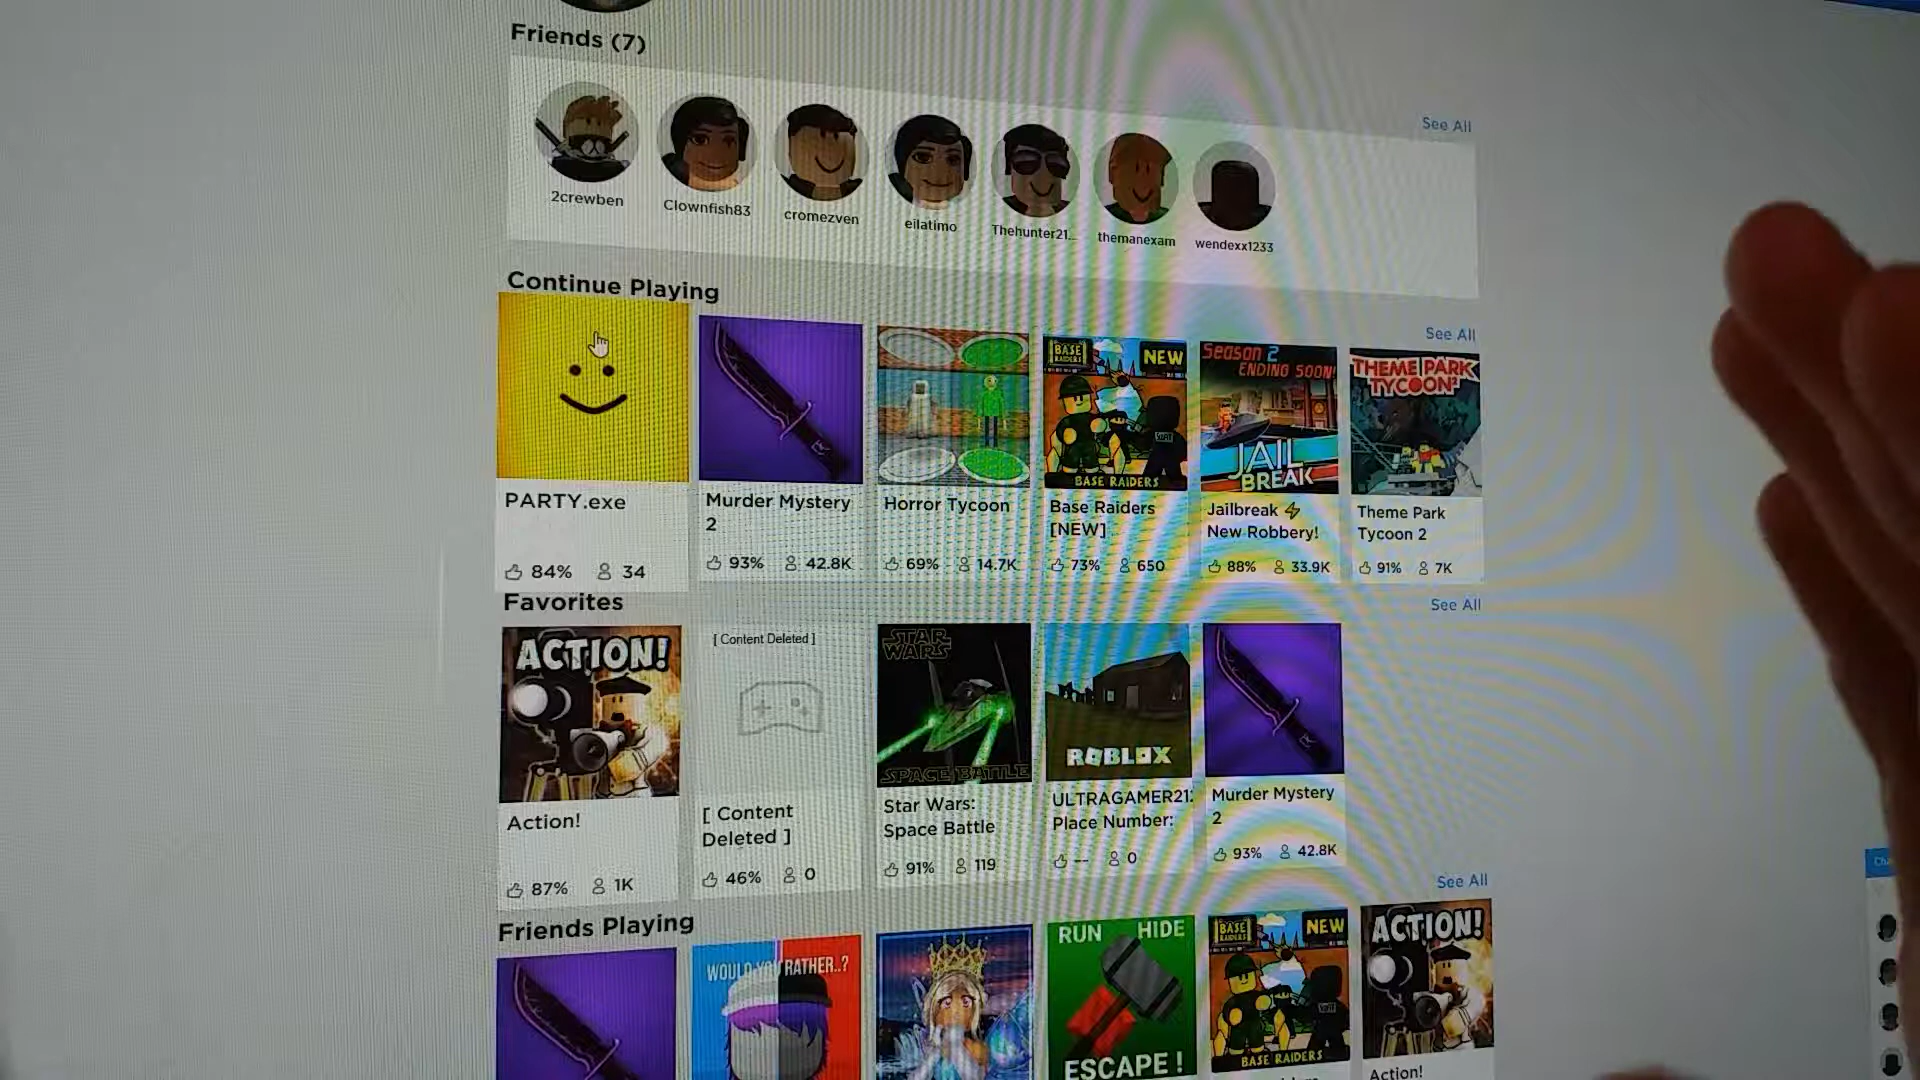 Friends (7)
See All
2crewben
Clownfish83
cromezven
eilatimo
Thehunter21...
themanexam
wendexx1233
Continue Playing
See All
BASE
RAIDERS
NEW
BASE RAIDERS
Season 2
ENDING SOON!
JAIL
BREAK
THEME PARK
TYCOON2
PARTY.exe
84% 34
Murder Mystery
2
93% 42.8K
Horror Tycoon
69% 14.7K
Base Raiders
[NEW]
73% 650
Jailbreak ⚡
New Robbery!
88% 33.9K
Theme Park
Tycoon 2
91% 7K
Favorites
See All
ACTION!
[ Content Deleted ]
STAR
WARS
SPACE BATTLE
ROBLOX
Action!
87% 1K
[ Content
Deleted ]
46% 0
Star Wars:
Space Battle
91% 119
ULTRAGAMER21
Place Number:
-- 0
Murder Mystery
2
93% 42.8K
Friends Playing
See All
WOULD YOU RATHER..?
RUN HIDE
ESCAPE!
BASE
RAIDERS
NEW
BASE RAIDERS
ACTION!
Action!